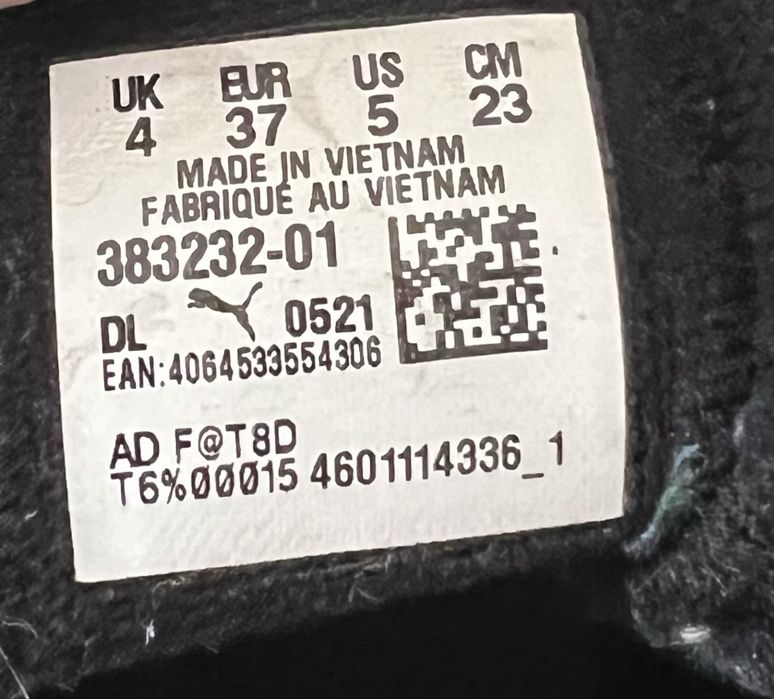 UK EUR US CM
4 37 5 23
MADE IN VIETNAM
FABRIQUÉ AU VIETNAM
383232-01
DL 0521
EAN:4064533554306
AD F@T8D
T6%00015 4601114336_1